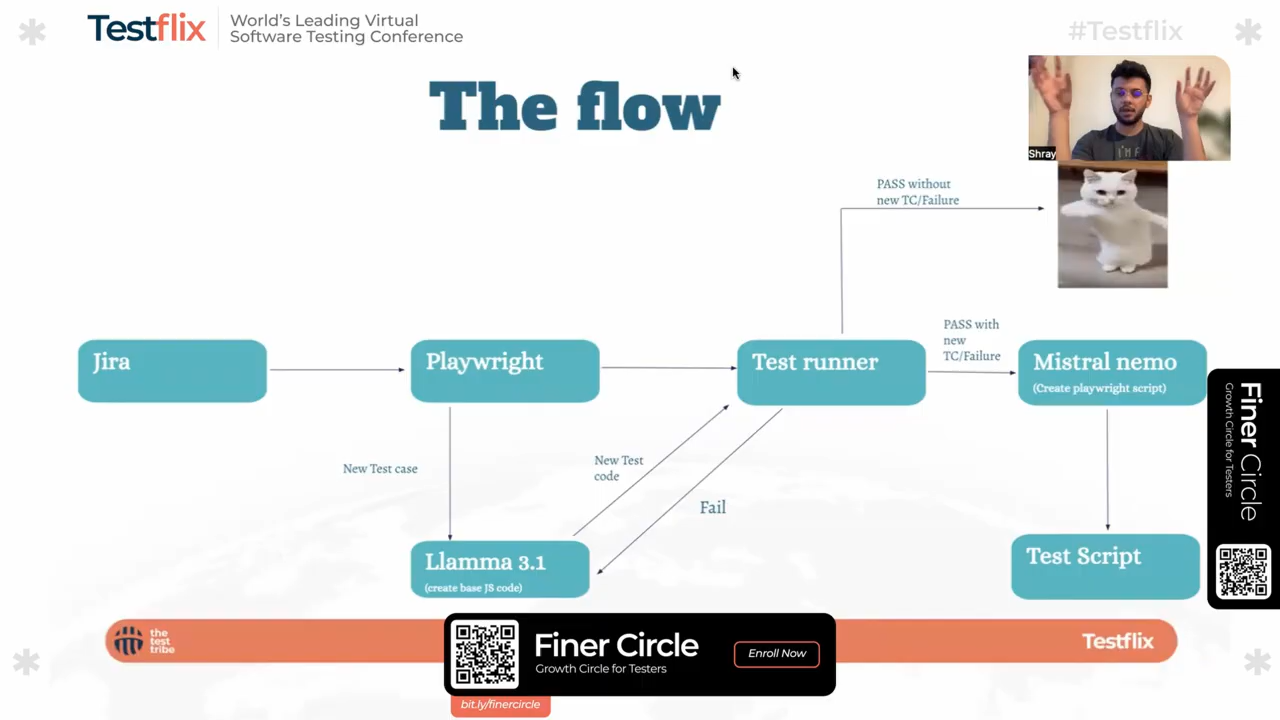 Testflix
World's Leading Virtual
Software Testing Conference
#Testflix
The flow
Shray
I'M F
PASS without
new TC/Failure
PASS with
new
TC/Failure
Jira
Playwright
Test runner
Mistral nemo
(Create playwright script)
New Test case
New Test
code
Fail
Llamma 3.1
(create base JS code)
Test Script
Finer Circle
Growth Circle for Testers
the
test
tribe
Finer Circle
Growth Circle for Testers
Enroll Now
Testflix
bit.ly/finercircle